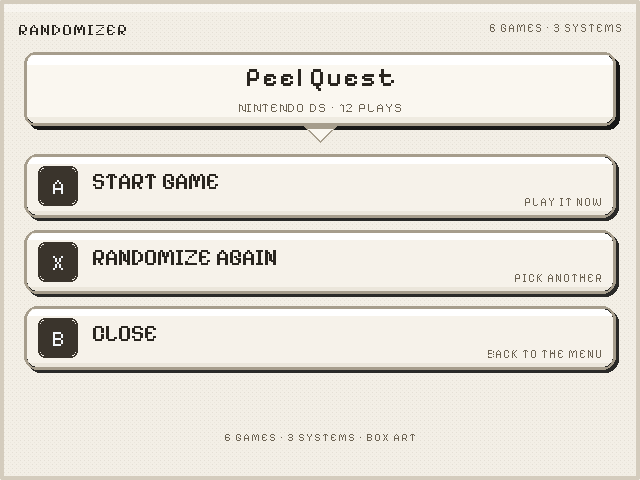 RANDOMIZER
6 GAMES · 3 SYSTEMS
Peel Quest
NINTENDO DS · 12 PLAYS
A START GAME
PLAY IT NOW
X RANDOMIZE AGAIN
PICK ANOTHER
B CLOSE
BACK TO THE MENU
6 GAMES · 3 SYSTEMS · BOX ART